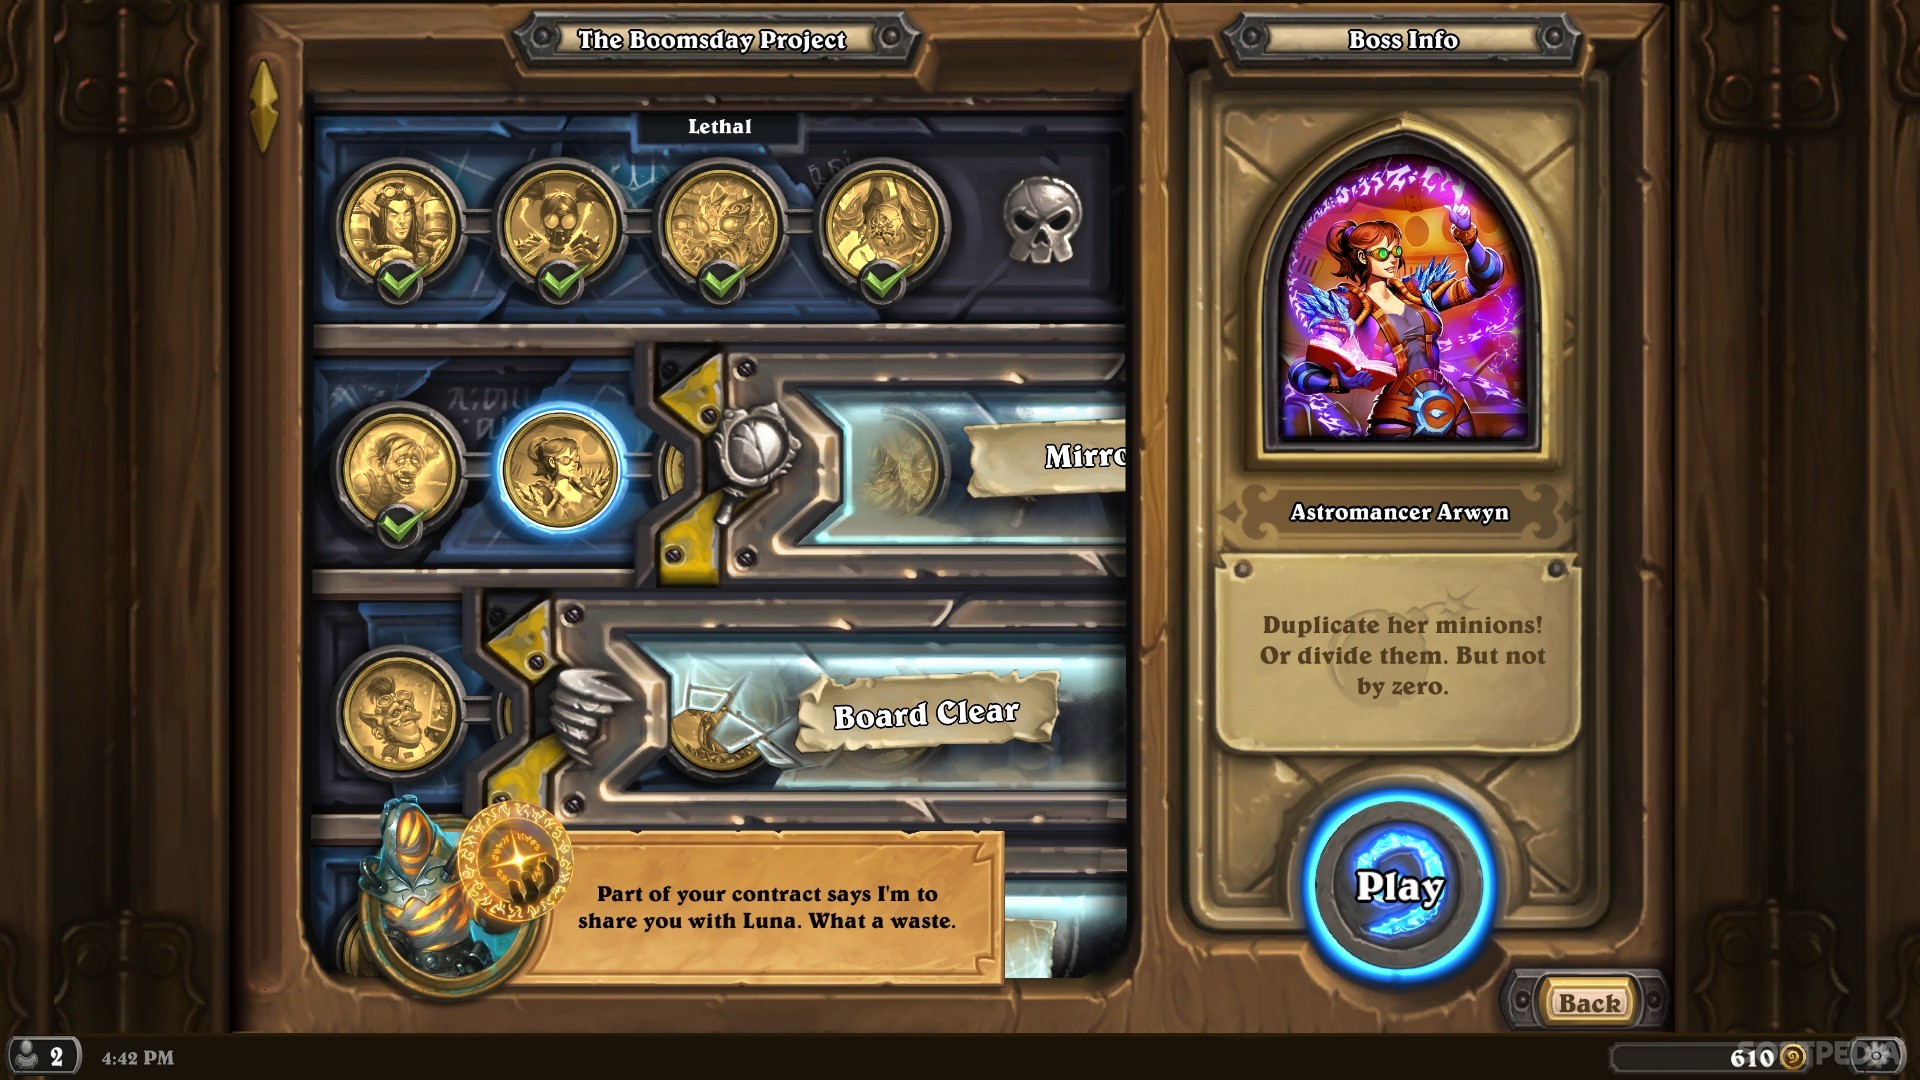 The Boomsday Project
Boss Info
Lethal
Mirro
Astromancer Arwyn
Duplicate her minions!
Or divide them. But not
by zero.
Board Clear
Part of your contract says I'm to
share you with Luna. What a waste.
Play
Back
2
4:42 PM
610
SOFTPEDIA